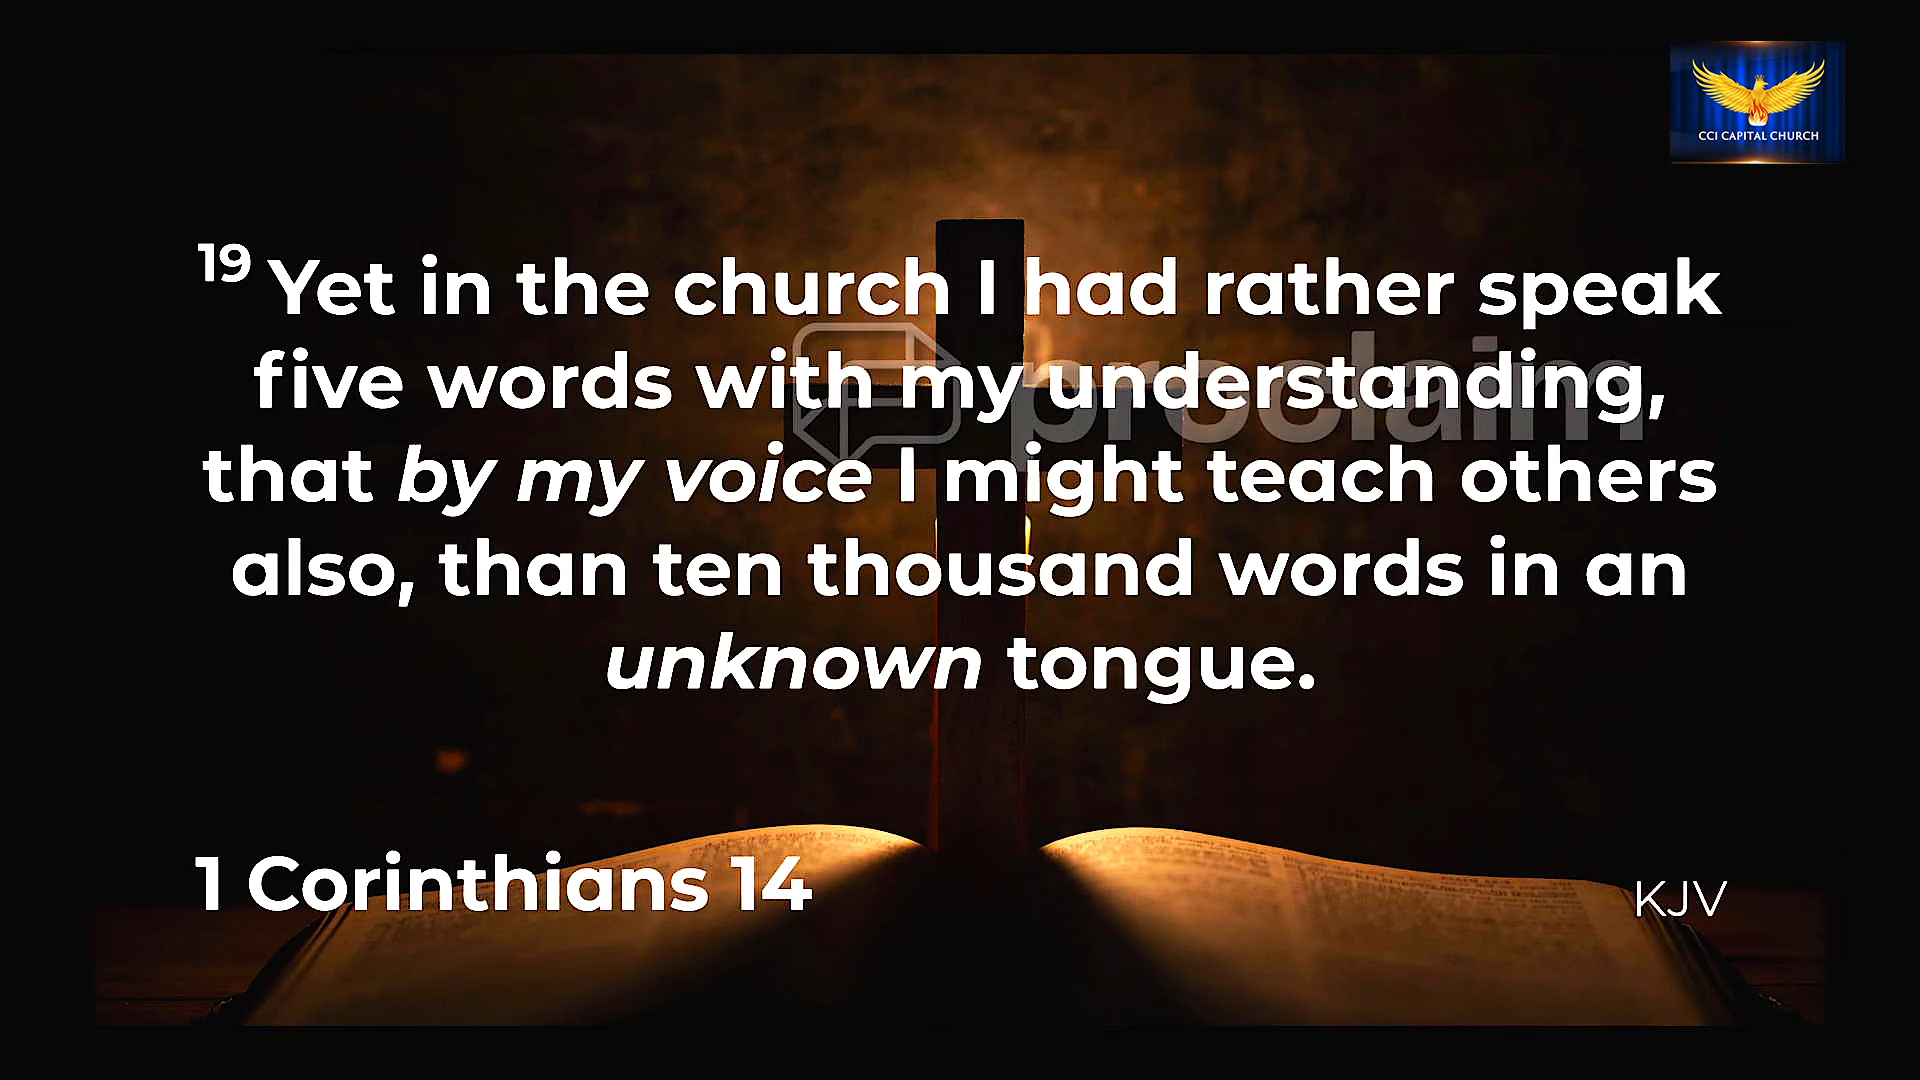 CCI CAPITAL CHURCH
19 Yet in the church I had rather speak
five words with my understanding,
that by my voice I might teach others
also, than ten thousand words in an
unknown tongue.
proclaim
1 Corinthians 14
KJV